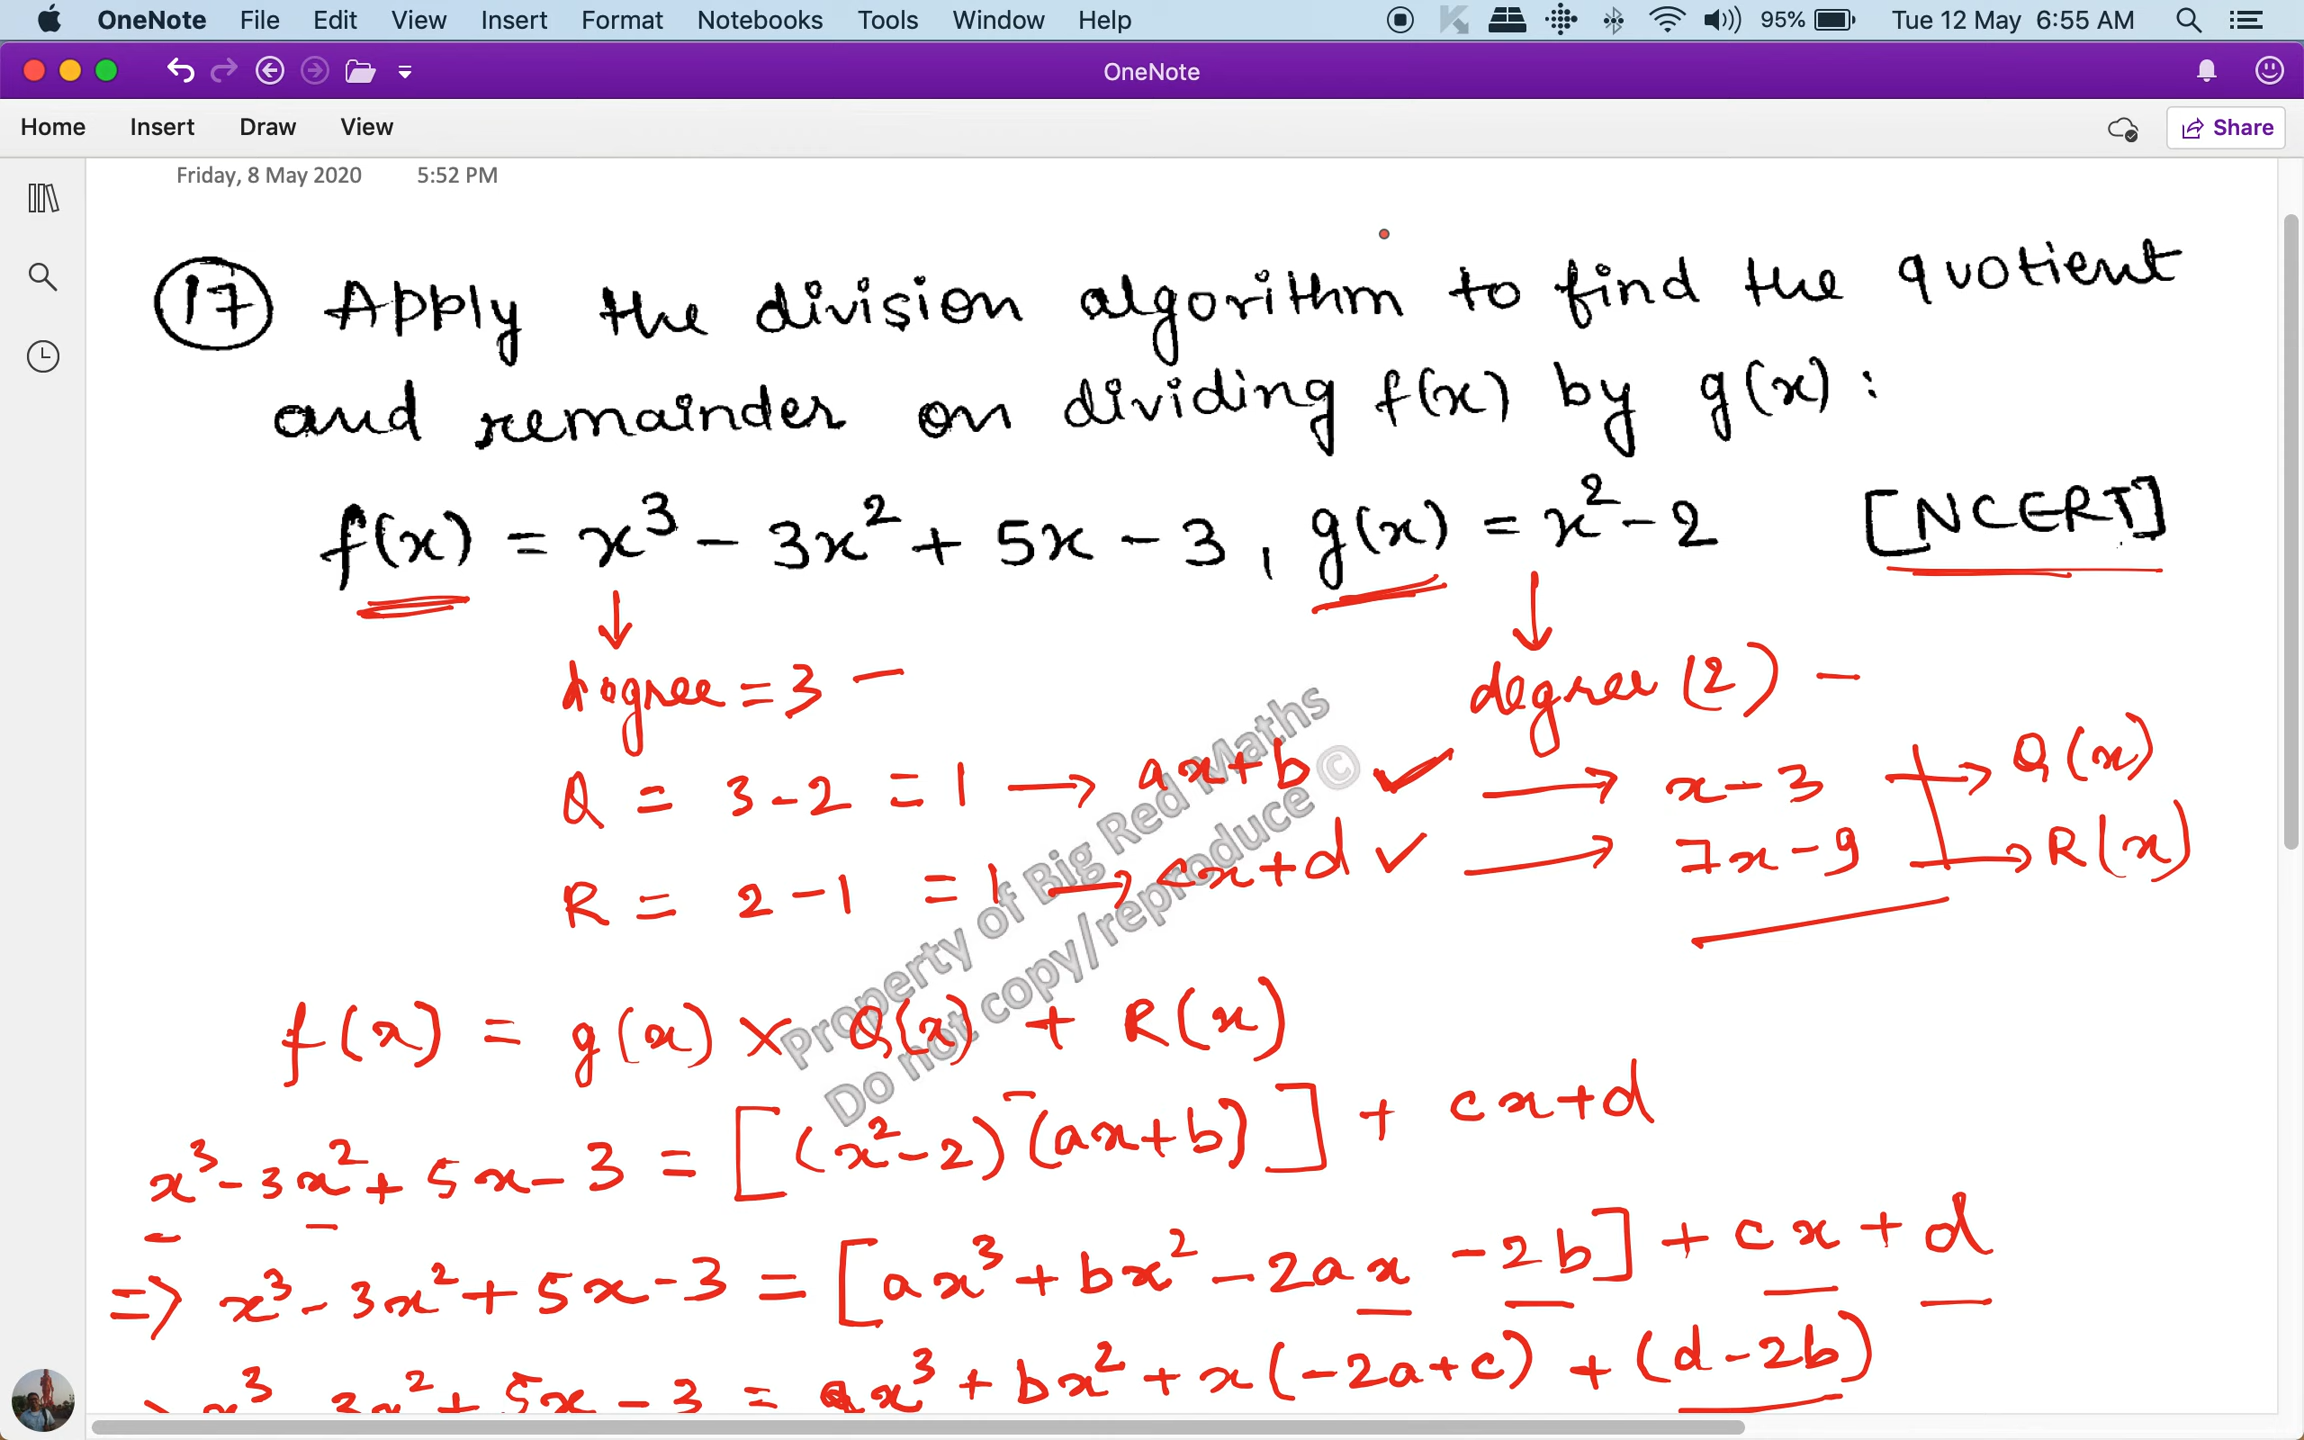 OneNote File Edit View Insert Format Notebooks Tools Window Help 95% Tue 12 May 6:55 AM
OneNote
Home Insert Draw View Share
Friday, 8 May 2020 5:52 PM
17 Apply the division algorithm to find the quotient
and remainder on dividing f(x) by g(x) :
f(x) = x³ - 3x² + 5x - 3, g(x) = x² - 2 [NCERT]
degree = 3 - degree (2) -
Q = 3 - 2 = 1 → ax+b ✓ → x - 3 → Q(x)
R = 2 - 1 = 1 → cx+d ✓ → 7x - 9 → R(x)
Property of Big Red Maths ©
Do not copy/reproduce
f(x) = g(x) × Q(x) + R(x)
x³ - 3x² + 5x - 3 = [(x² - 2) (ax+b)] + cx+d
=> x³ - 3x² + 5x - 3 = [ax³ + bx² - 2ax - 2b] + cx + d
x³ 3x² + 5x - 3 = ax³ + bx² + x(-2a+c) + (d - 2b)